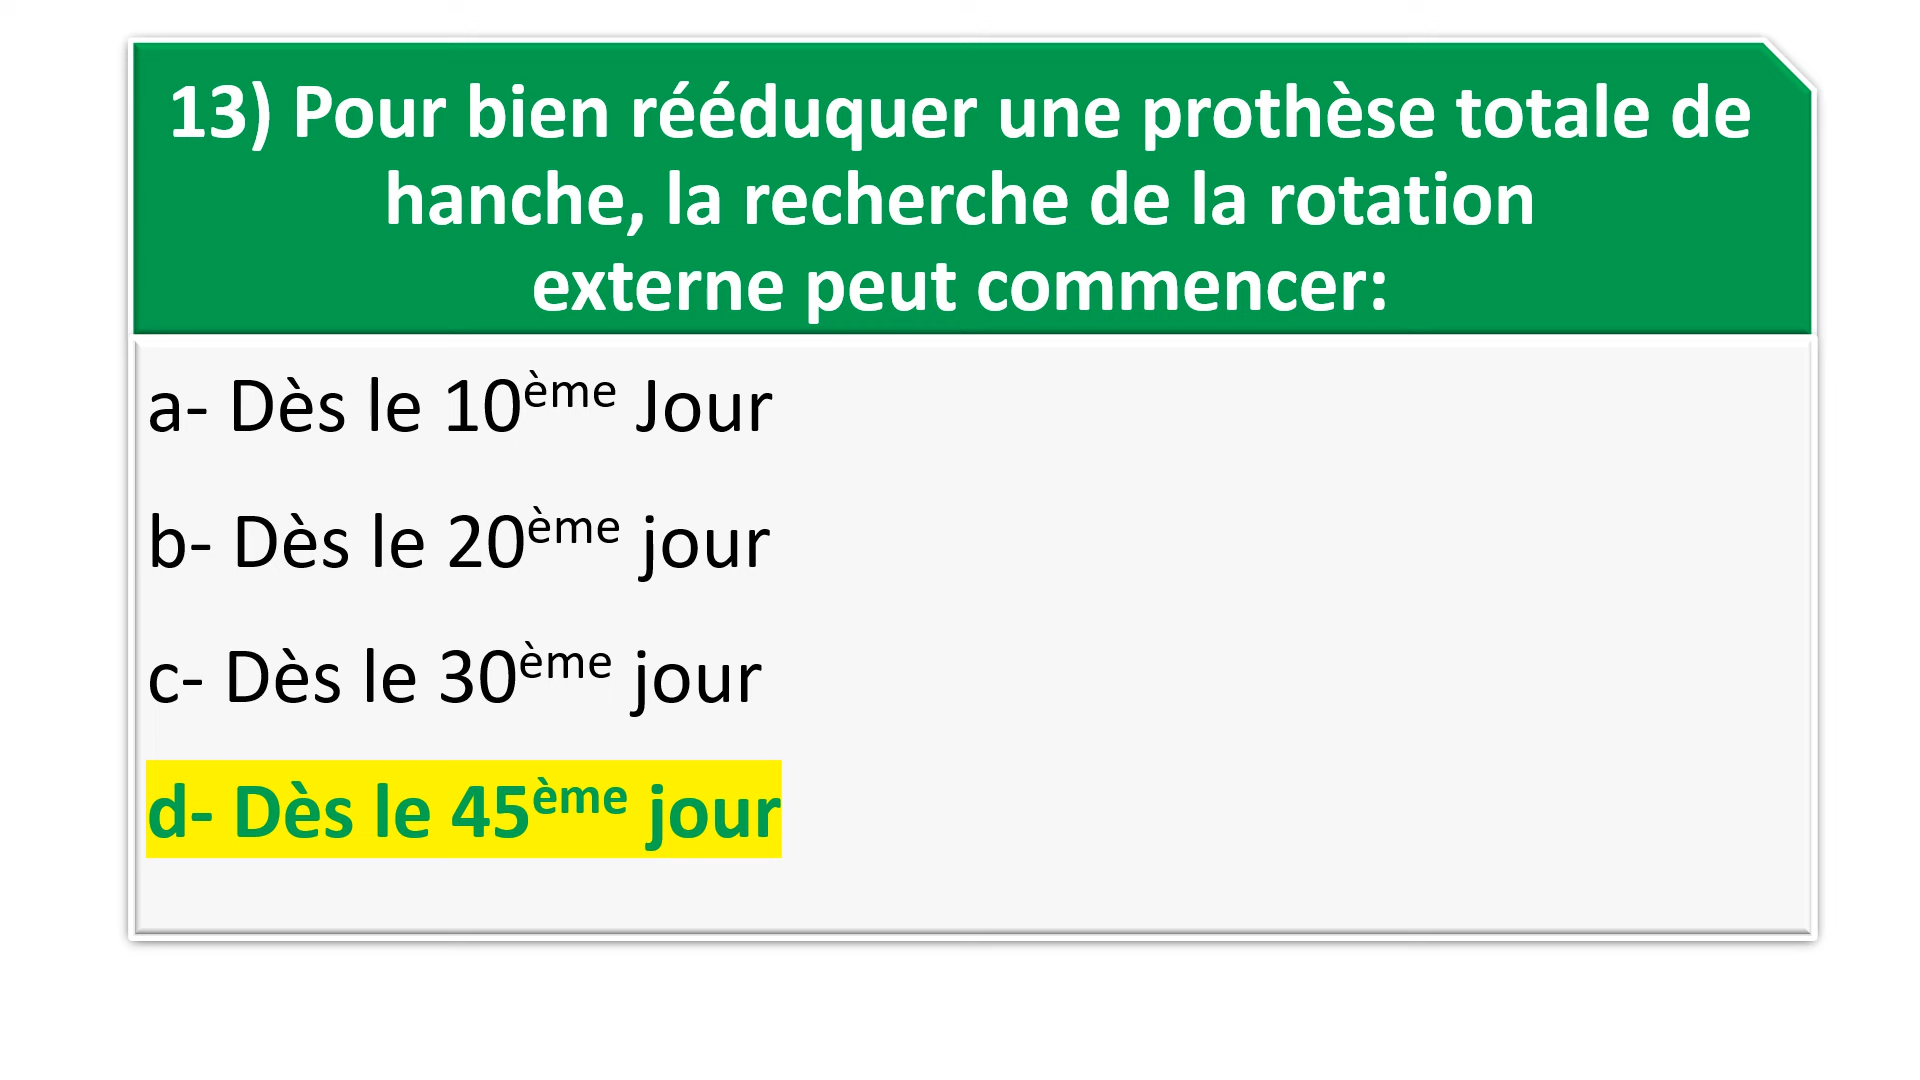 13) Pour bien rééduquer une prothèse totale de
hanche, la recherche de la rotation
externe peut commencer:
a- Dès le 10ème Jour
b- Dès le 20ème jour
c- Dès le 30ème jour
d- Dès le 45ème jour